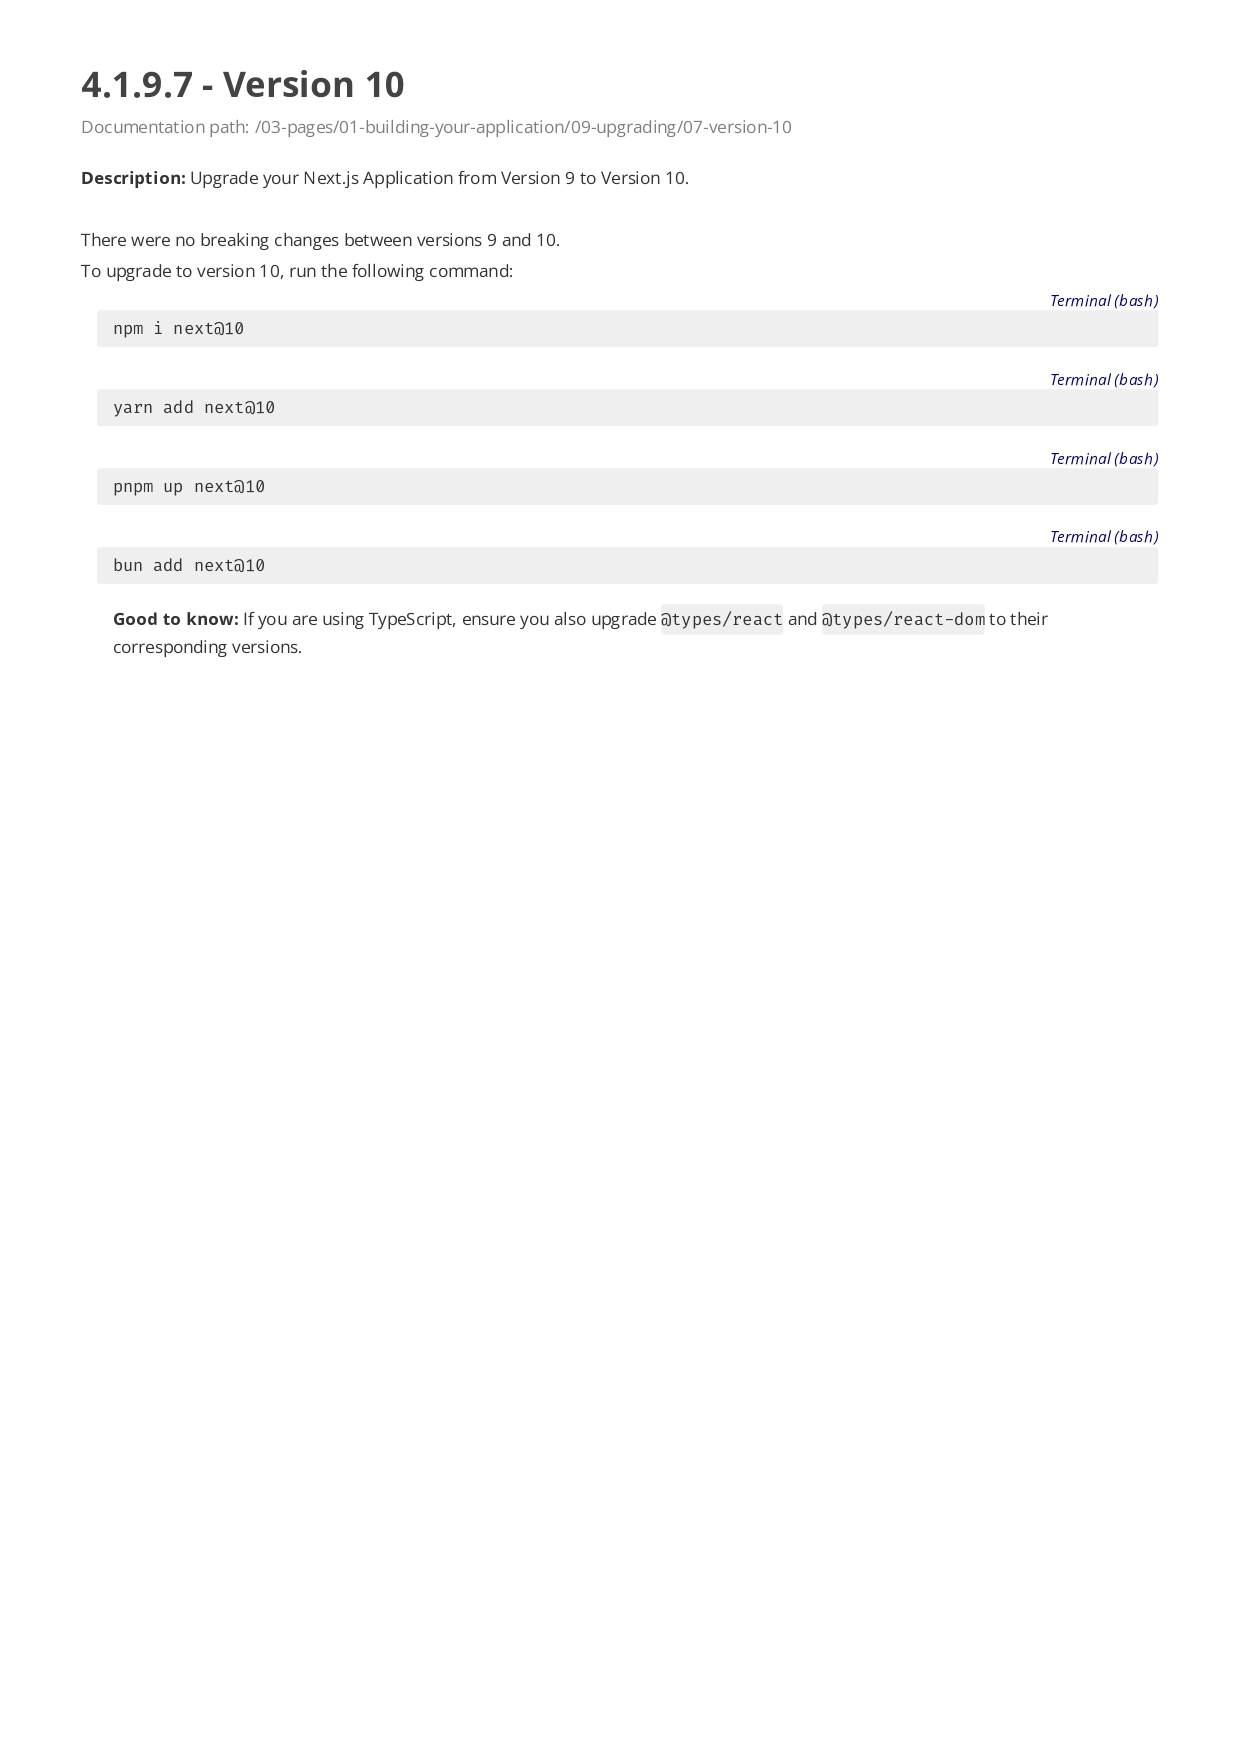 4.1.9.7 - Version 10
Documentation path: /03-pages/01-building-your-application/09-upgrading/07-version-10
Description: Upgrade your Next.js Application from Version 9 to Version 10.
There were no breaking changes between versions 9 and 10.
To upgrade to version 10, run the following command:
Terminal (bash)
npm i next@10
Terminal (bash)
yarn add next@10
Terminal (bash)
pnpm up next@10
Terminal (bash)
bun add next@10
Good to know: If you are using TypeScript, ensure you also upgrade @types/react and @types/react-dom to their
corresponding versions.